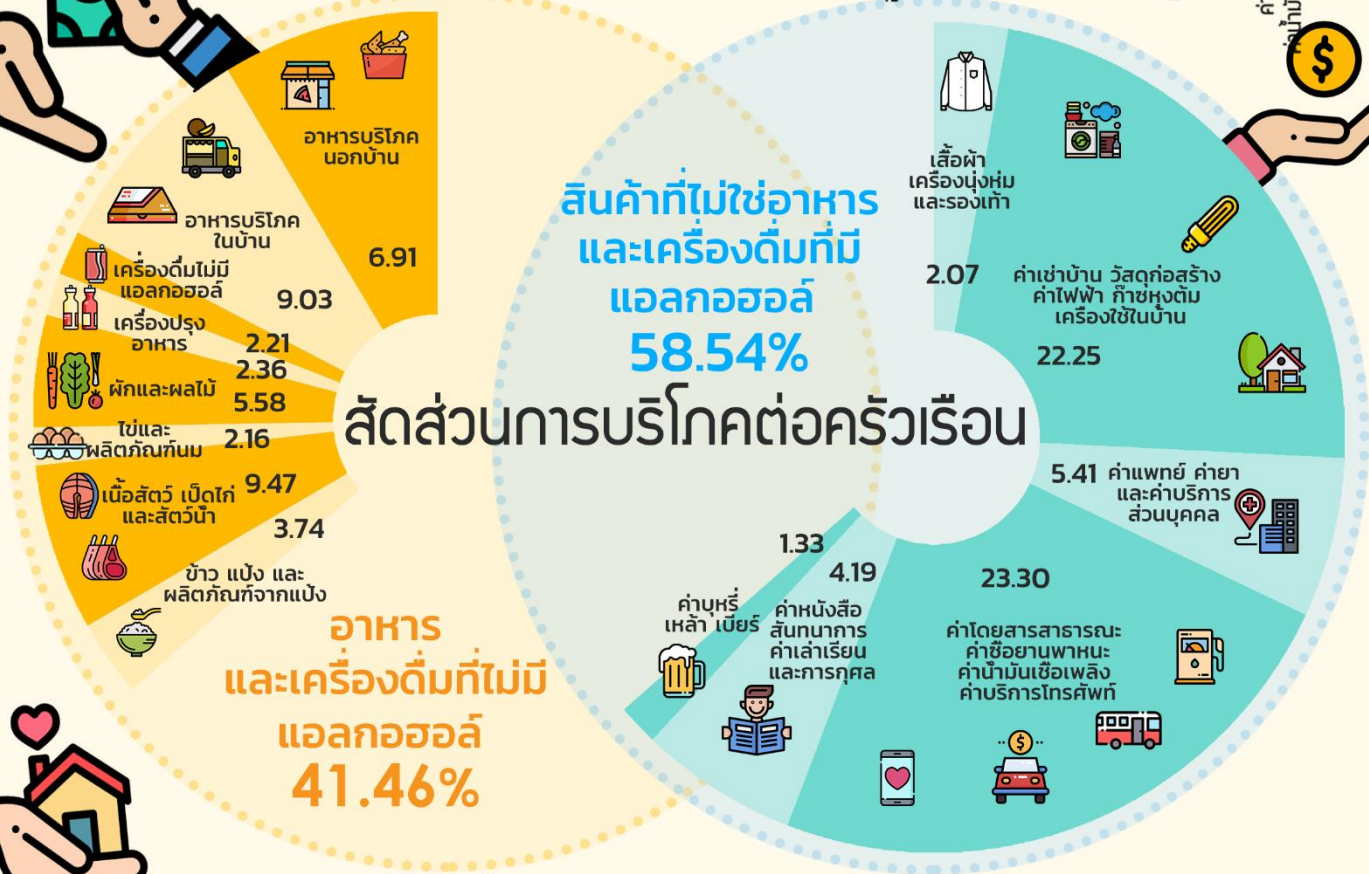 สัดส่วนการบริโภคต่อครัวเรือน
อาหารบริโภค
นอกบ้าน
6.91
อาหารบริโภค
ในบ้าน
9.03
เครื่องดื่มไม่มี
แอลกอฮอล์
2.21
เครื่องปรุง
อาหาร
2.36
ผักและผลไม้
5.58
ไข่และ
ผลิตภัณฑ์นม
2.16
เนื้อสัตว์ เป็ดไก่
และสัตว์น้ำ
9.47
3.74
ข้าว แป้ง และ
ผลิตภัณฑ์จากแป้ง
อาหาร
และเครื่องดื่มที่ไม่มี
แอลกอฮอล์
41.46%
สินค้าที่ไม่ใช่อาหาร
และเครื่องดื่มที่มี
แอลกอฮอล์
58.54%
เสื้อผ้า
เครื่องนุ่งห่ม
และรองเท้า
2.07
ค่าเช่าบ้าน วัสดุก่อสร้าง
ค่าไฟฟ้า ก๊าซหุงต้ม
เครื่องใช้ในบ้าน
22.25
5.41
ค่าแพทย์ ค่ายา
และค่าบริการ
ส่วนบุคคล
23.30
ค่าโดยสารสาธารณะ
ค่าซื้อยานพาหนะ
ค่าน้ำมันเชื้อเพลิง
ค่าบริการโทรศัพท์
4.19
ค่าหนังสือ
สันทนาการ
ค่าเล่าเรียน
และการกุศล
1.33
ค่าบุหรี่
เหล้า เบียร์